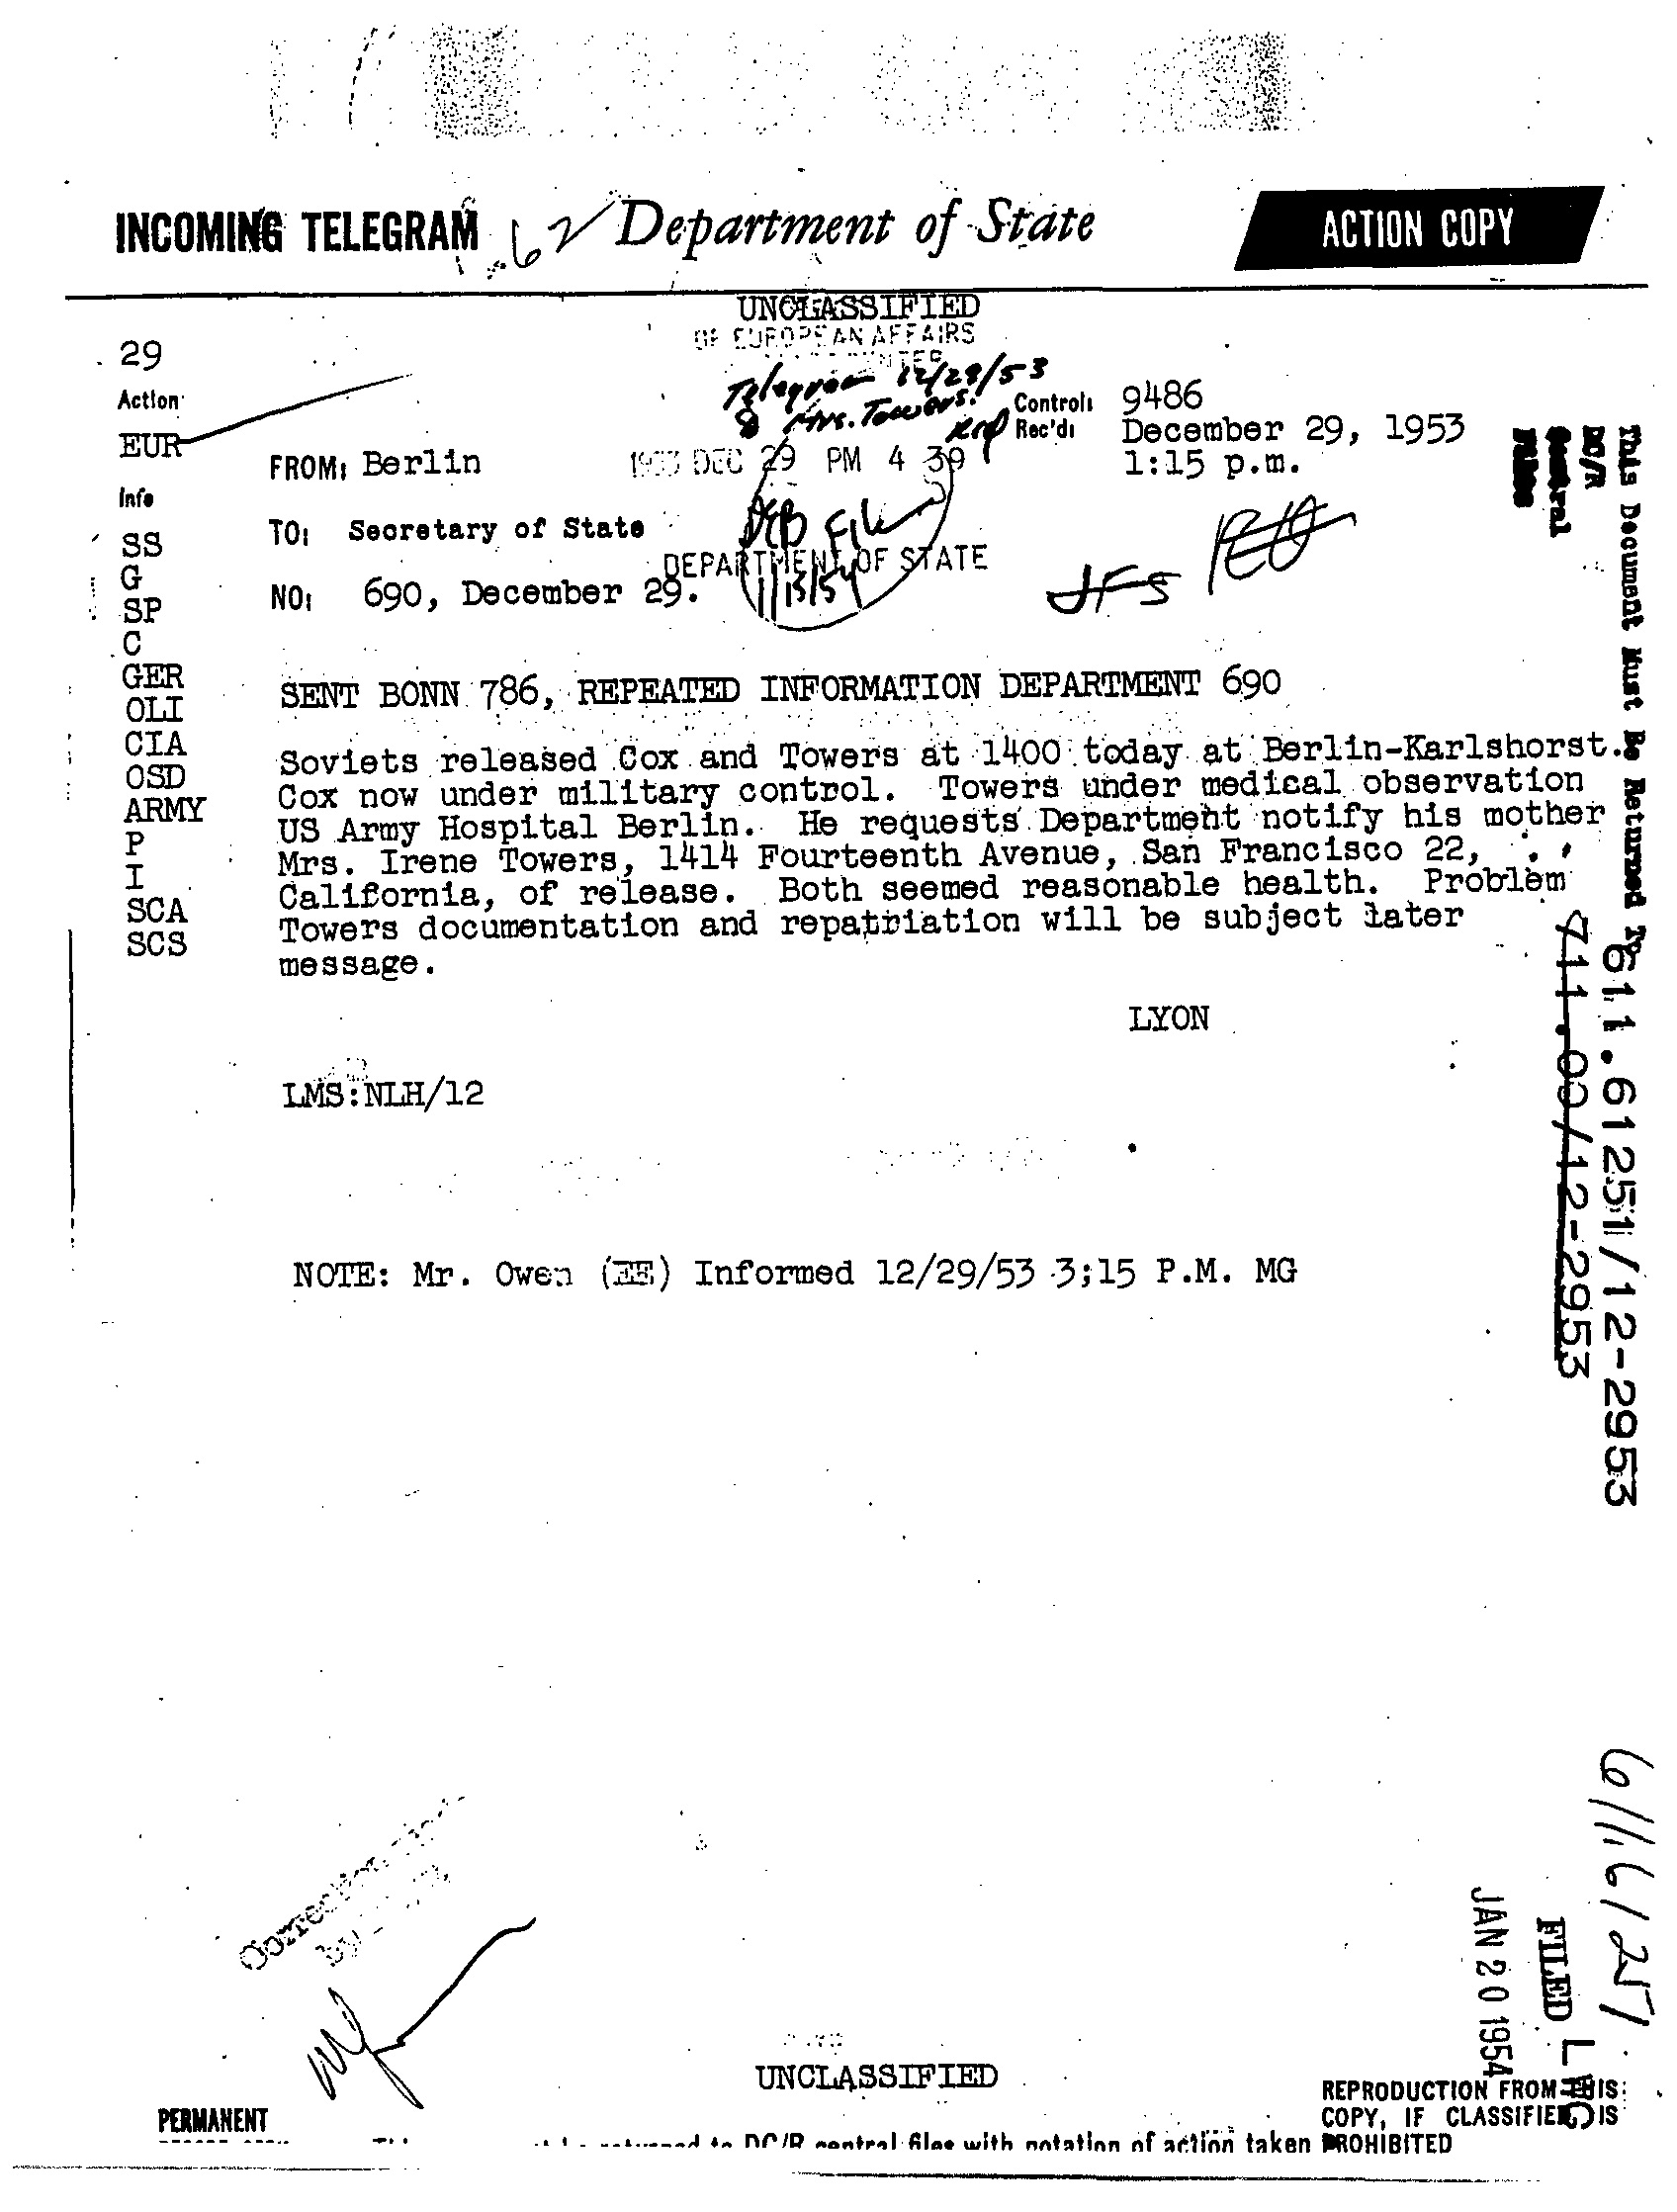 INCOMING TELEGRAM 62 Department of State ACTION COPY
UNCLASSIFIED
OF EUROPEAN AFFAIRS
29
Telegram 12/29/53
Mrs. Towers.
Action
EUR
Control: 9486
Rec'd: December 29, 1953
1:15 p.m.
FROM: Berlin
1953 DEC 29 PM 4 39
Info
TO: Secretary of State
File
DEPARTMENT OF STATE
NO: 690, December 29.
1/13/54
JFS
SS
G
SP
C
GER
OLI
CIA
OSD
ARMY
P
I
SCA
SCS
SENT BONN 786, REPEATED INFORMATION DEPARTMENT 690
Soviets released Cox and Towers at 1400 today at Berlin-Karlshorst.
Cox now under military control. Towers under medical observation
US Army Hospital Berlin. He requests Department notify his mother
Mrs. Irene Towers, 1414 Fourteenth Avenue, San Francisco 22,
California, of release. Both seemed reasonable health. Problem
Towers documentation and repatriation will be subject later
message.
LYON
LMS:NLH/12
NOTE: Mr. Owen (EE) Informed 12/29/53 3;15 P.M. MG
This Document Must Be Returned To
DC/R
Central
Files
611.61251/12-2953
711.00/12-2953
611.61251
FILED
JAN 20 1954
UNCLASSIFIED
PERMANENT
REPRODUCTION FROM THIS
COPY, IF CLASSIFIED, IS
PROHIBITED
returned to DC/R central files with notation of action taken